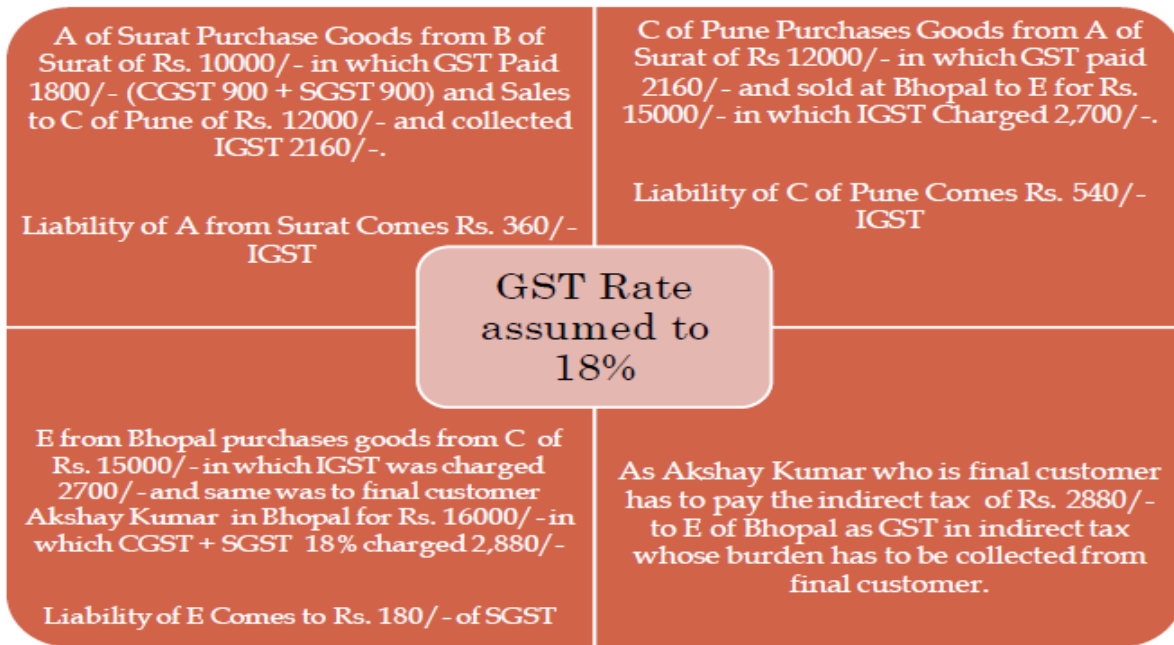 A of Surat Purchase Goods from B of
Surat of Rs. 10000/- in which GST Paid
1800/- (CGST 900 + SGST 900) and Sales
to C of Pune of Rs. 12000/- and collected
IGST 2160/-.
Liability of A from Surat Comes Rs. 360/-
IGST
C of Pune Purchases Goods from A of
Surat of Rs 12000/- in which GST paid
2160/- and sold at Bhopal to E for Rs.
15000/- in which IGST Charged 2,700/-.
Liability of C of Pune Comes Rs. 540/-
IGST
GST Rate
assumed to
18%
E from Bhopal purchases goods from C of
Rs. 15000/- in which IGST was charged
2700/- and same was to final customer
Akshay Kumar in Bhopal for Rs. 16000/- in
which CGST + SGST 18% charged 2,880/-
Liability of E Comes to Rs. 180/- of SGST
As Akshay Kumar who is final customer
has to pay the indirect tax of Rs. 2880/-
to E of Bhopal as GST in indirect tax
whose burden has to be collected from
final customer.